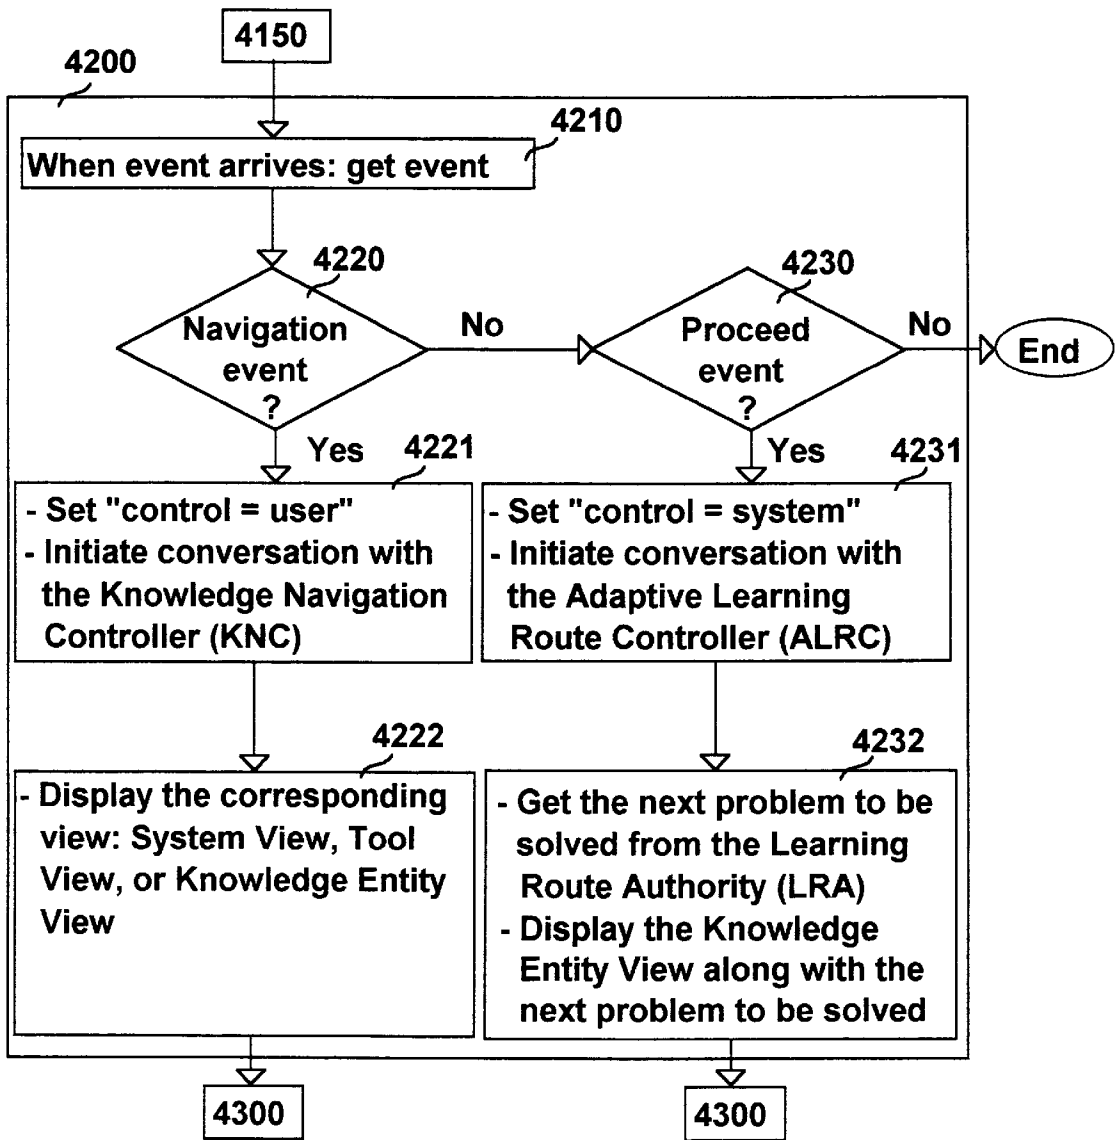 4150
4200
4210
When event arrives: get event
4220
Navigation
event
?
No
4230
Proceed
event
?
No
End
Yes
4221
- Set "control = user"
- Initiate conversation with
the Knowledge Navigation
Controller (KNC)
Yes
4231
- Set "control = system"
- Initiate conversation with
the Adaptive Learning
Route Controller (ALRC)
4222
- Display the corresponding
view: System View, Tool
View, or Knowledge Entity
View
4232
- Get the next problem to be
solved from the Learning
Route Authority (LRA)
- Display the Knowledge
Entity View along with the
next problem to be solved
4300
4300